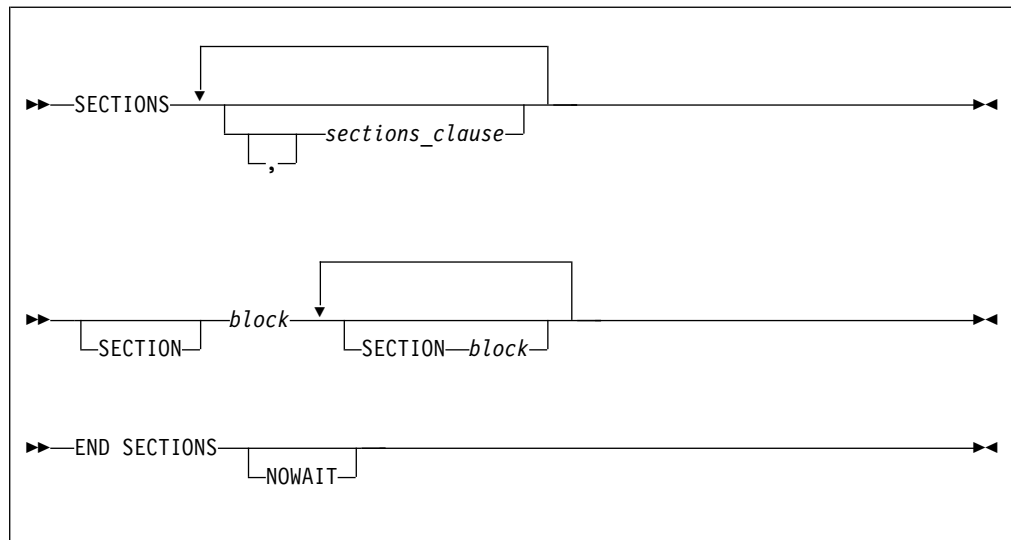 SECTIONS
sections_clause
,
block
SECTION
SECTION block
END SECTIONS
NOWAIT